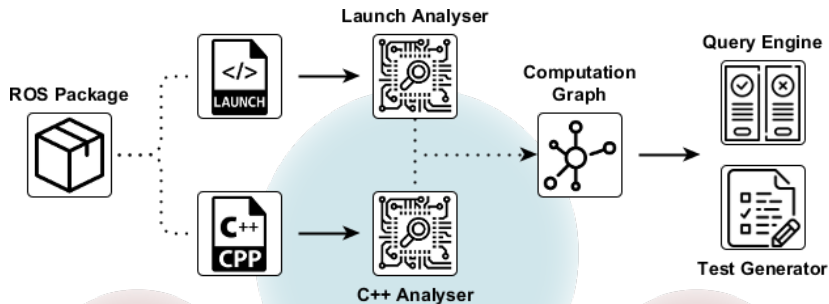 Launch Analyser
Query Engine
ROS Package
</>
LAUNCH
Computation
Graph
C++
CPP
C++ Analyser
Test Generator